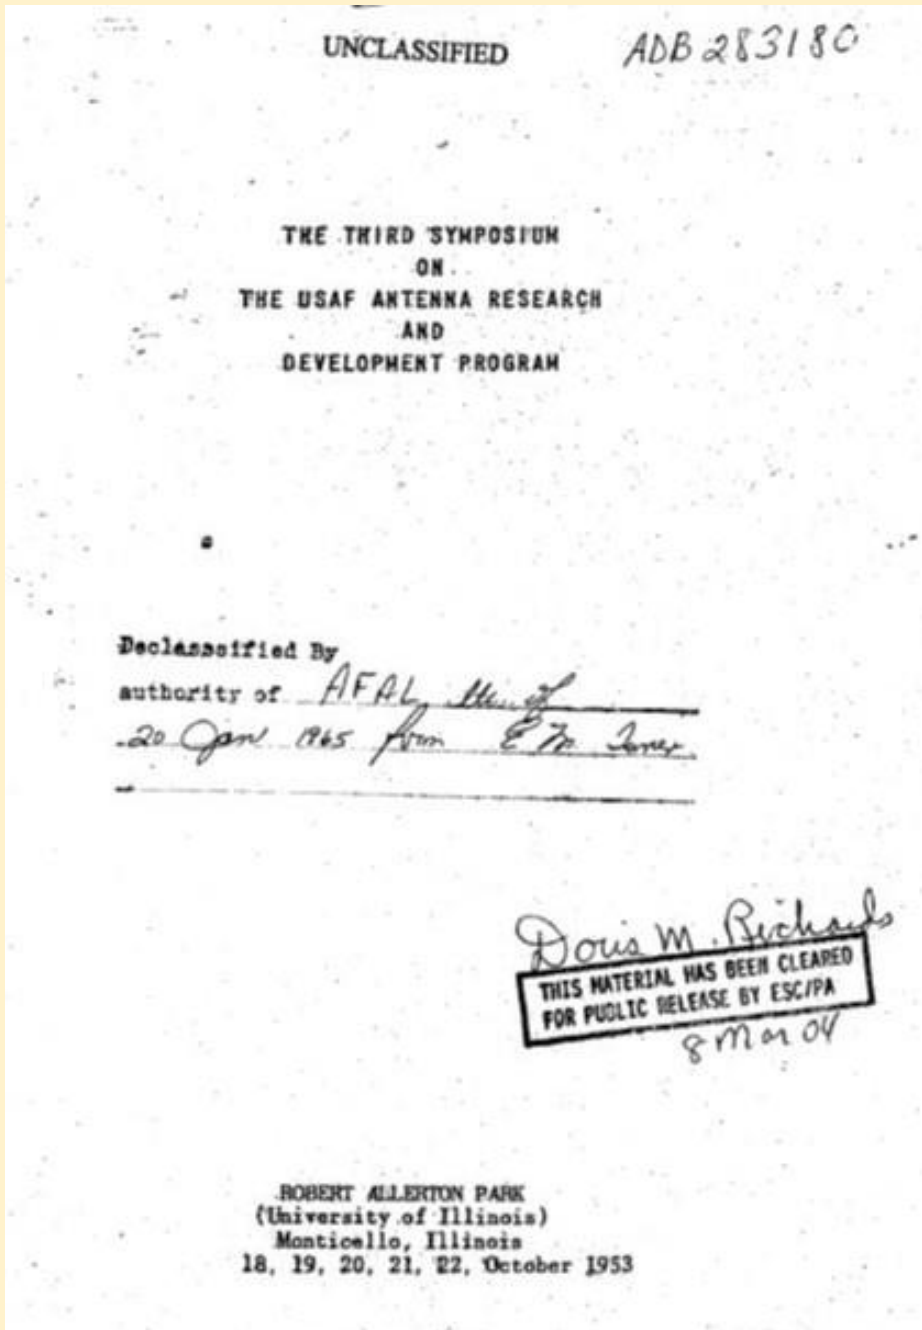 UNCLASSIFIED
ADB 283180
THE THIRD SYMPOSIUM
ON
THE USAF ANTENNA RESEARCH
AND
DEVELOPMENT PROGRAM
Declasssified By
authority of AFAL
20 Jan 1965 from E M
Doris M. Richards
THIS MATERIAL HAS BEEN CLEARED
FOR PUBLIC RELEASE BY ESC/PA
8 Mar 04
ROBERT ALLERTON PARK
(University of Illinois)
Monticello, Illinois
18, 19, 20, 21, 22, October 1953